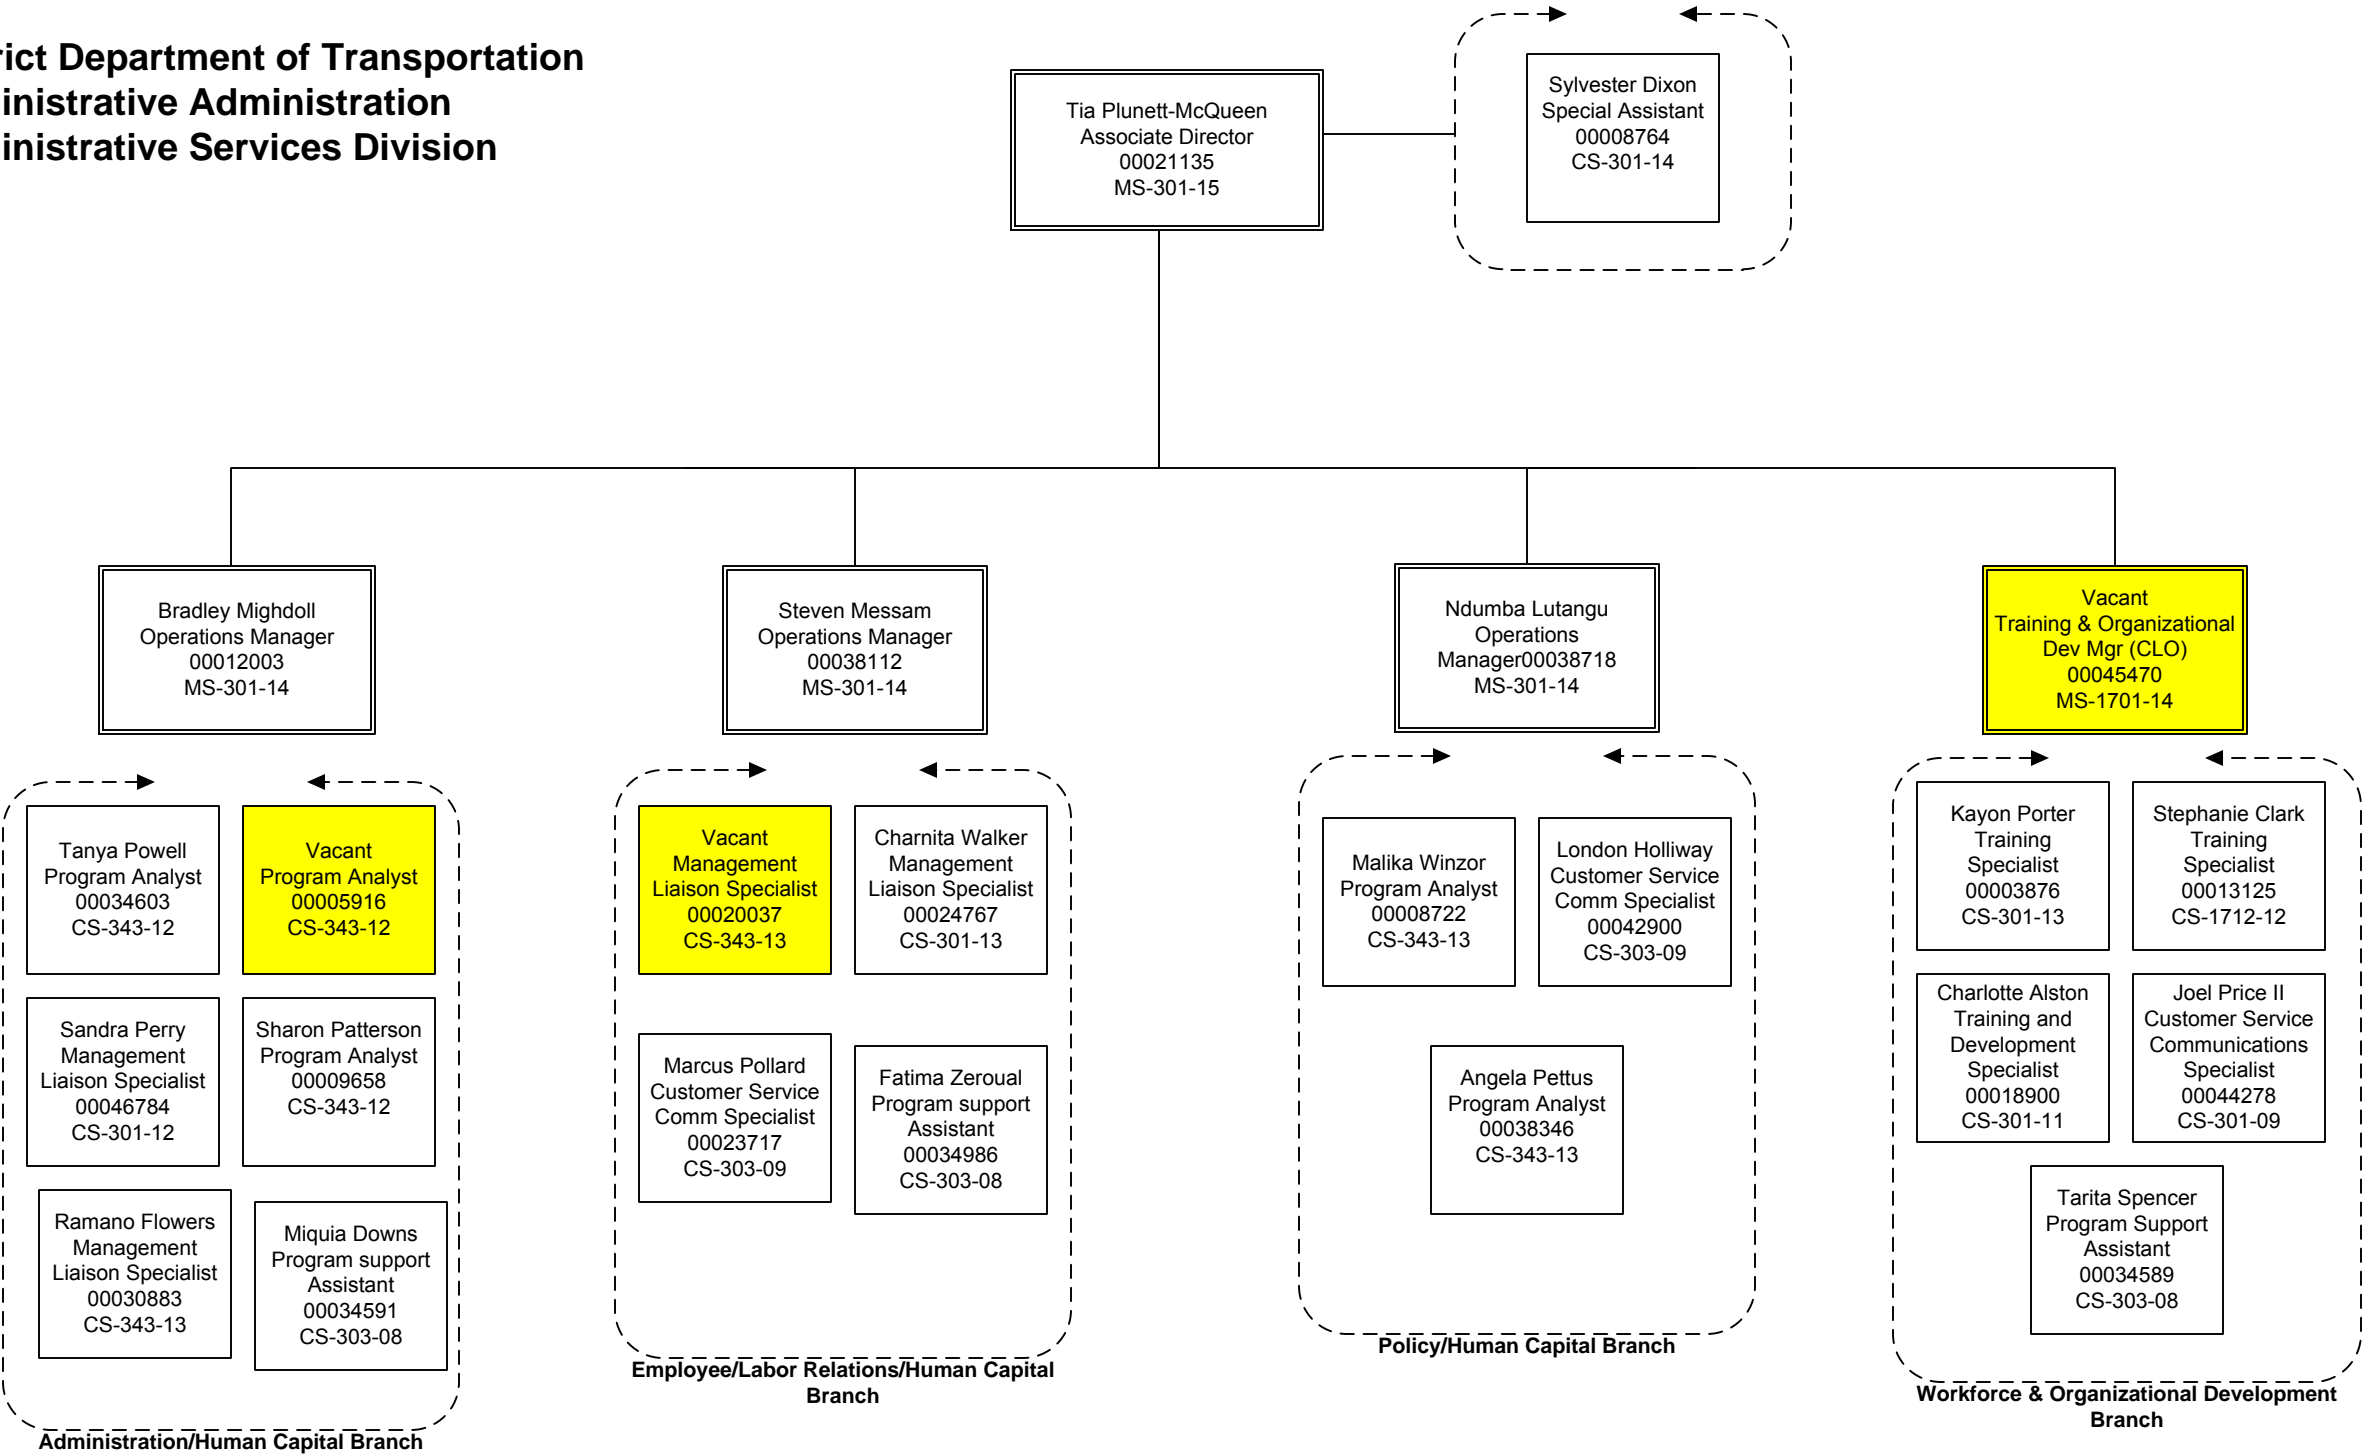 rict Department of Transportation
inistrative Administration
inistrative Services Division
Tia Plunett-McQueen
Associate Director
00021135
MS-301-15
Sylvester Dixon
Special Assistant
00008764
CS-301-14
Bradley Mighdoll
Operations Manager
00012003
MS-301-14
Steven Messam
Operations Manager
00038112
MS-301-14
Ndumba Lutangu
Operations
Manager00038718
MS-301-14
Vacant
Training & Organizational
Dev Mgr (CLO)
00045470
MS-1701-14
Tanya Powell
Program Analyst
00034603
CS-343-12
Vacant
Program Analyst
00005916
CS-343-12
Sandra Perry
Management
Liaison Specialist
00046784
CS-301-12
Sharon Patterson
Program Analyst
00009658
CS-343-12
Ramano Flowers
Management
Liaison Specialist
00030883
CS-343-13
Miquia Downs
Program support
Assistant
00034591
CS-303-08
Administration/Human Capital Branch
Vacant
Management
Liaison Specialist
00020037
CS-343-13
Charnita Walker
Management
Liaison Specialist
00024767
CS-301-13
Marcus Pollard
Customer Service
Comm Specialist
00023717
CS-303-09
Fatima Zeroual
Program support
Assistant
00034986
CS-303-08
Employee/Labor Relations/Human Capital
Branch
Malika Winzor
Program Analyst
00008722
CS-343-13
London Holliway
Customer Service
Comm Specialist
00042900
CS-303-09
Angela Pettus
Program Analyst
00038346
CS-343-13
Policy/Human Capital Branch
Kayon Porter
Training
Specialist
00003876
CS-301-13
Stephanie Clark
Training
Specialist
00013125
CS-1712-12
Charlotte Alston
Training and
Development
Specialist
00018900
CS-301-11
Joel Price II
Customer Service
Communications
Specialist
00044278
CS-301-09
Tarita Spencer
Program Support
Assistant
00034589
CS-303-08
Workforce & Organizational Development
Branch